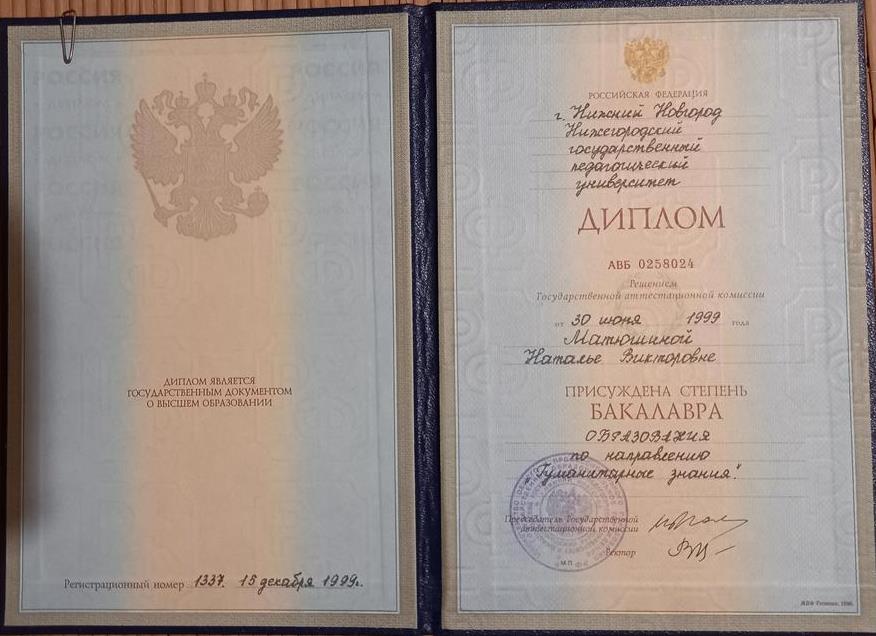 ДИПЛОМ ЯВЛЯЕТСЯ
ГОСУДАРСТВЕННЫМ ДОКУМЕНТОМ
О ВЫСШЕМ ОБРАЗОВАНИИ
Регистрационный номер 1337. 15 декабря 1999г.
РОССИЙСКАЯ ФЕДЕРАЦИЯ
г. Нижний Новгород
Нижегородский
государственный
педагогический
университет
ДИПЛОМ
АВБ 0258024
Решением
Государственной аттестационной комиссии
от 30 июня 1999 года
Матюшиной
Наталье Викторовне
ПРИСУЖДЕНА СТЕПЕНЬ
БАКАЛАВРА
ОБРАЗОВАНИЯ
по направлению
"Гуманитарные знания".
Председатель Государственной
аттестационной комиссии
Ректор
М.П.